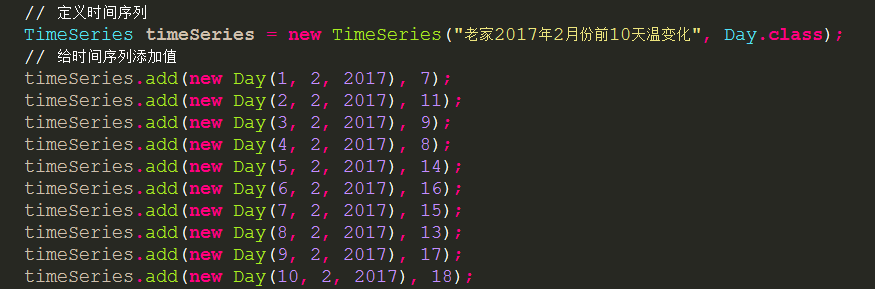 // 定义时间序列
TimeSeries timeSeries = new TimeSeries("老家2017年2月份前10天温变化", Day.class);
// 给时间序列添加值
timeSeries.add(new Day(1, 2, 2017), 7);
timeSeries.add(new Day(2, 2, 2017), 11);
timeSeries.add(new Day(3, 2, 2017), 9);
timeSeries.add(new Day(4, 2, 2017), 8);
timeSeries.add(new Day(5, 2, 2017), 14);
timeSeries.add(new Day(6, 2, 2017), 16);
timeSeries.add(new Day(7, 2, 2017), 15);
timeSeries.add(new Day(8, 2, 2017), 13);
timeSeries.add(new Day(9, 2, 2017), 17);
timeSeries.add(new Day(10, 2, 2017), 18);